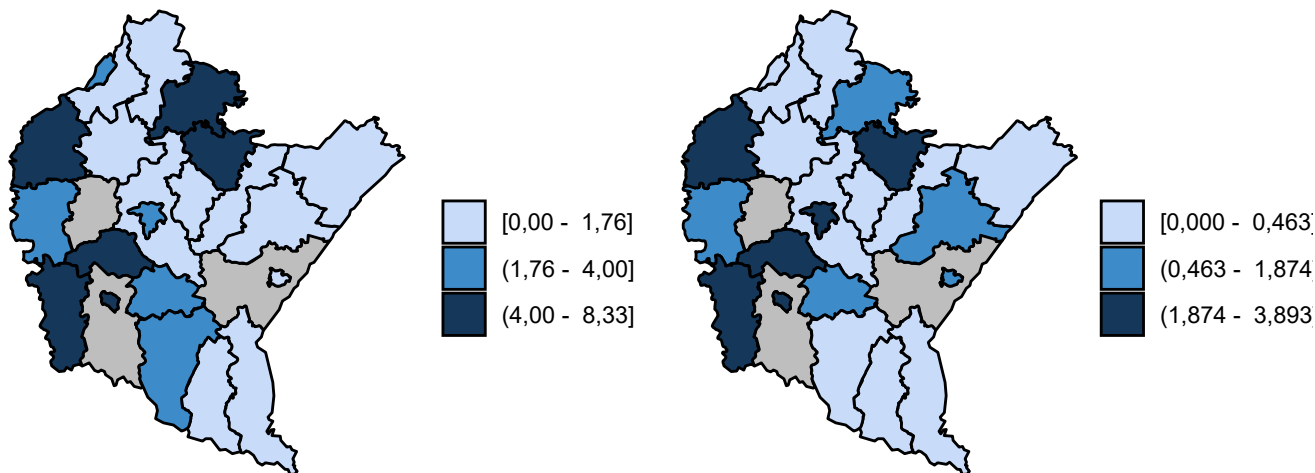 [0,00 - 1,76]
(1,76 - 4,00]
(4,00 - 8,33]
[0,000 - 0,463]
(0,463 - 1,874]
(1,874 - 3,893]